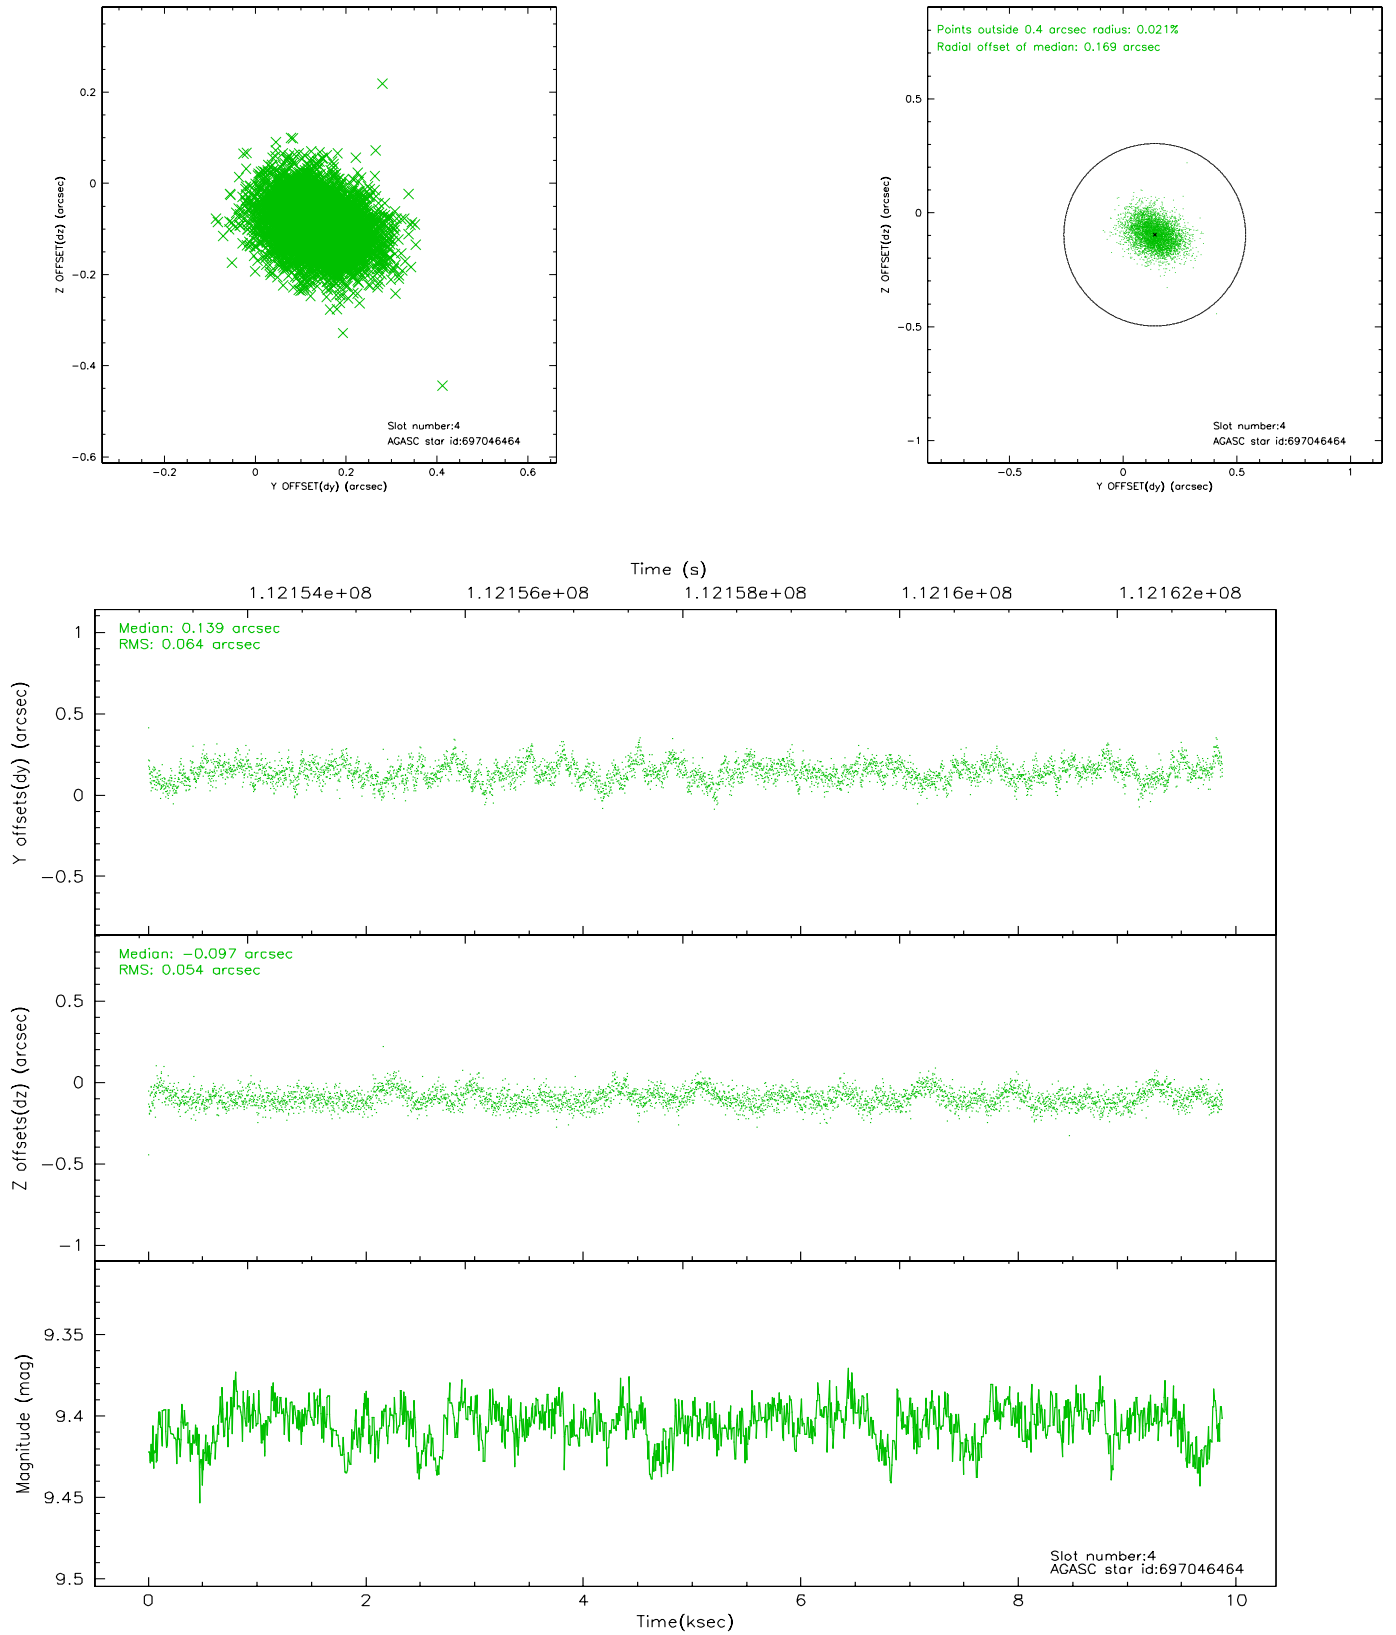 0.2
0
−0.2
−0.4
−0.6
Z OFFSET(dz) (arcsec)
Slot number:4
AGASC star id:697046464
−0.2 0 0.2 0.4 0.6
Y OFFSET(dy) (arcsec)
Points outside 0.4 arcsec radius: 0.021%
Radial offset of median: 0.169 arcsec
0.5
0
−0.5
−1
Z OFFSET(dz) (arcsec)
Slot number:4
AGASC star id:697046464
−0.5 0 0.5 1
Y OFFSET(dy) (arcsec)
Time (s)
1.12154e+08 1.12156e+08 1.12158e+08 1.1216e+08 1.12162e+08
Median: 0.139 arcsec
RMS: 0.064 arcsec
1
0.5
0
−0.5
Y offsets(dy) (arcsec)
Median: −0.097 arcsec
RMS: 0.054 arcsec
0.5
0
−0.5
−1
Z offsets(dz) (arcsec)
9.35
9.4
9.45
9.5
Magnitude (mag)
Slot number:4
AGASC star id:697046464
0 2 4 6 8 10
Time(ksec)